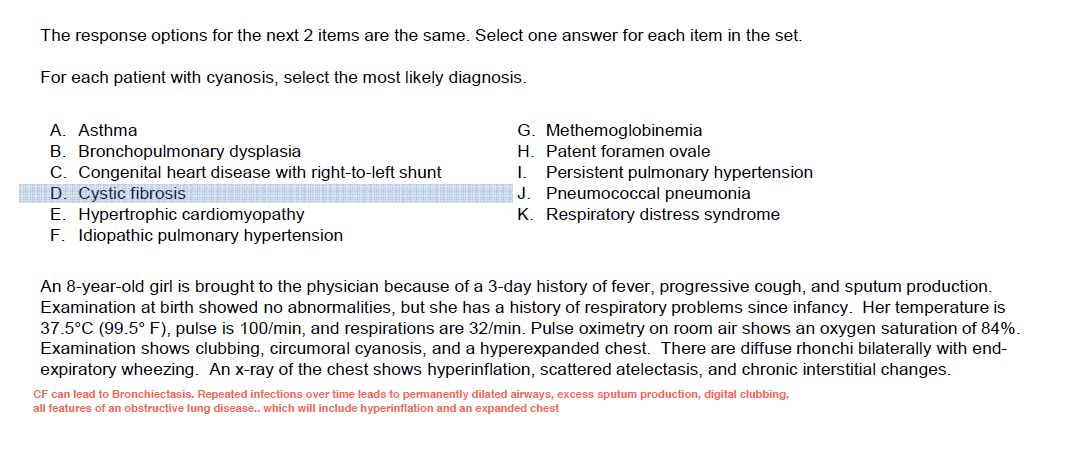 The response options for the next 2 items are the same. Select one answer for each item in the set.
For each patient with cyanosis, select the most likely diagnosis.
A. Asthma
B. Bronchopulmonary dysplasia
C. Congenital heart disease with right-to-left shunt
D. Cystic fibrosis
E. Hypertrophic cardiomyopathy
F. Idiopathic pulmonary hypertension
G. Methemoglobinemia
H. Patent foramen ovale
I. Persistent pulmonary hypertension
J. Pneumococcal pneumonia
K. Respiratory distress syndrome
An 8-year-old girl is brought to the physician because of a 3-day history of fever, progressive cough, and sputum production.
Examination at birth showed no abnormalities, but she has a history of respiratory problems since infancy. Her temperature is
37.5°C (99.5° F), pulse is 100/min, and respirations are 32/min. Pulse oximetry on room air shows an oxygen saturation of 84%.
Examination shows clubbing, circumoral cyanosis, and a hyperexpanded chest. There are diffuse rhonchi bilaterally with end-
expiratory wheezing. An x-ray of the chest shows hyperinflation, scattered atelectasis, and chronic interstitial changes.
CF can lead to Bronchiectasis. Repeated infections over time leads to permanently dilated airways, excess sputum production, digital clubbing,
all features of an obstructive lung disease.. which will include hyperinflation and an expanded chest